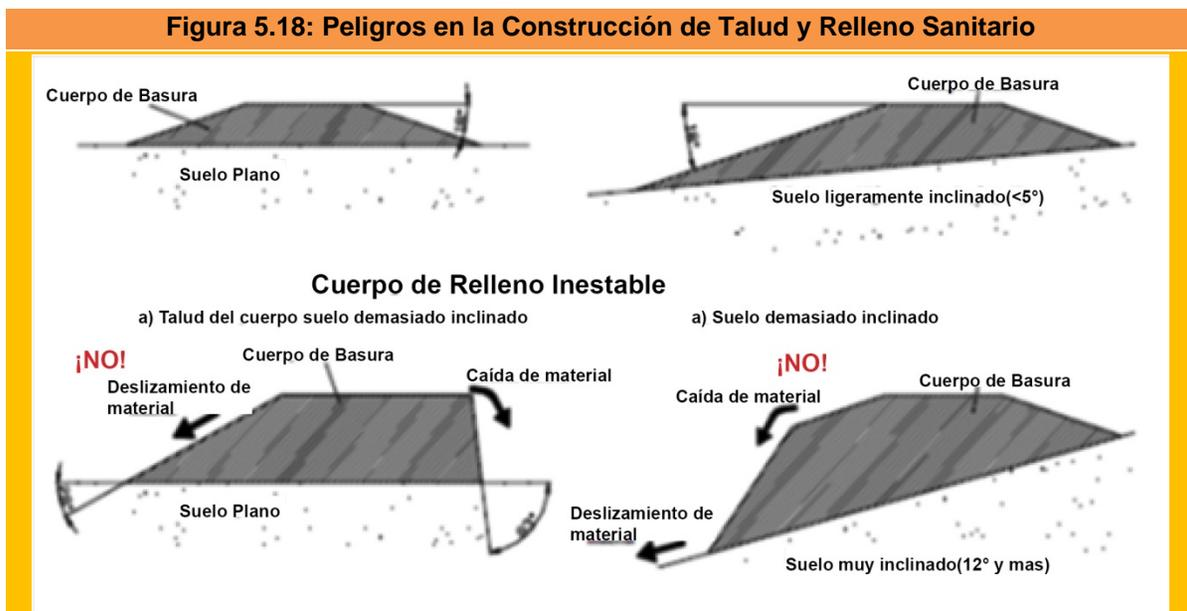 Figura 5.18: Peligros en la Construcción de Talud y Relleno Sanitario
Cuerpo de Basura
Suelo Plano
Cuerpo de Basura
Suelo ligeramente inclinado(<5°)
Cuerpo de Relleno Inestable
a) Talud del cuerpo suelo demasiado inclinado
a) Suelo demasiado inclinado
¡NO!
Cuerpo de Basura
Deslizamiento de
material
Caída de material
Suelo Plano
¡NO!
Caída de material
Cuerpo de Basura
Deslizamiento de
material
Suelo muy inclinado(12° y mas)